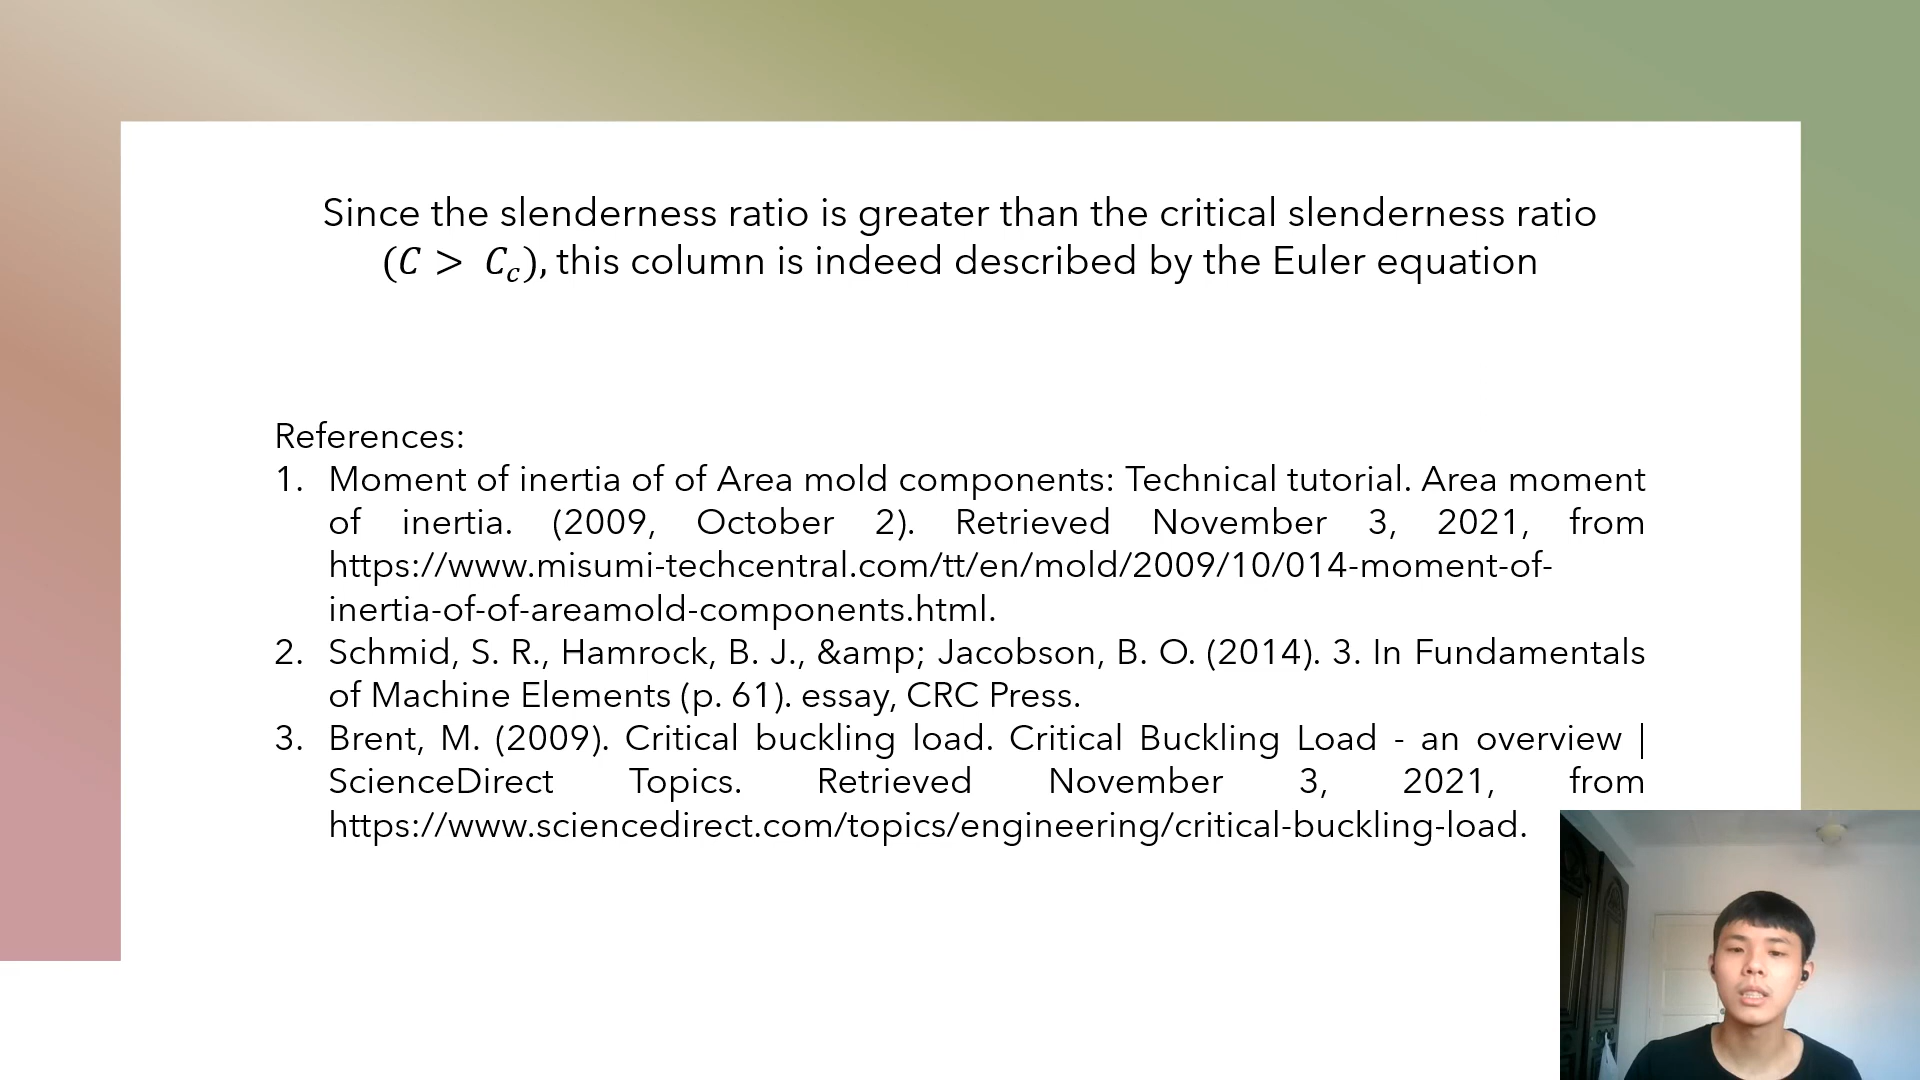 Since the slenderness ratio is greater than the critical slenderness ratio
(C > C_c), this column is indeed described by the Euler equation
References:
1. Moment of inertia of of Area mold components: Technical tutorial. Area moment
of inertia. (2009, October 2). Retrieved November 3, 2021, from
https://www.misumi-techcentral.com/tt/en/mold/2009/10/014-moment-of-
inertia-of-of-areamold-components.html.
2. Schmid, S. R., Hamrock, B. J., &amp; Jacobson, B. O. (2014). 3. In Fundamentals
of Machine Elements (p. 61). essay, CRC Press.
3. Brent, M. (2009). Critical buckling load. Critical Buckling Load - an overview |
ScienceDirect Topics. Retrieved November 3, 2021, from
https://www.sciencedirect.com/topics/engineering/critical-buckling-load.